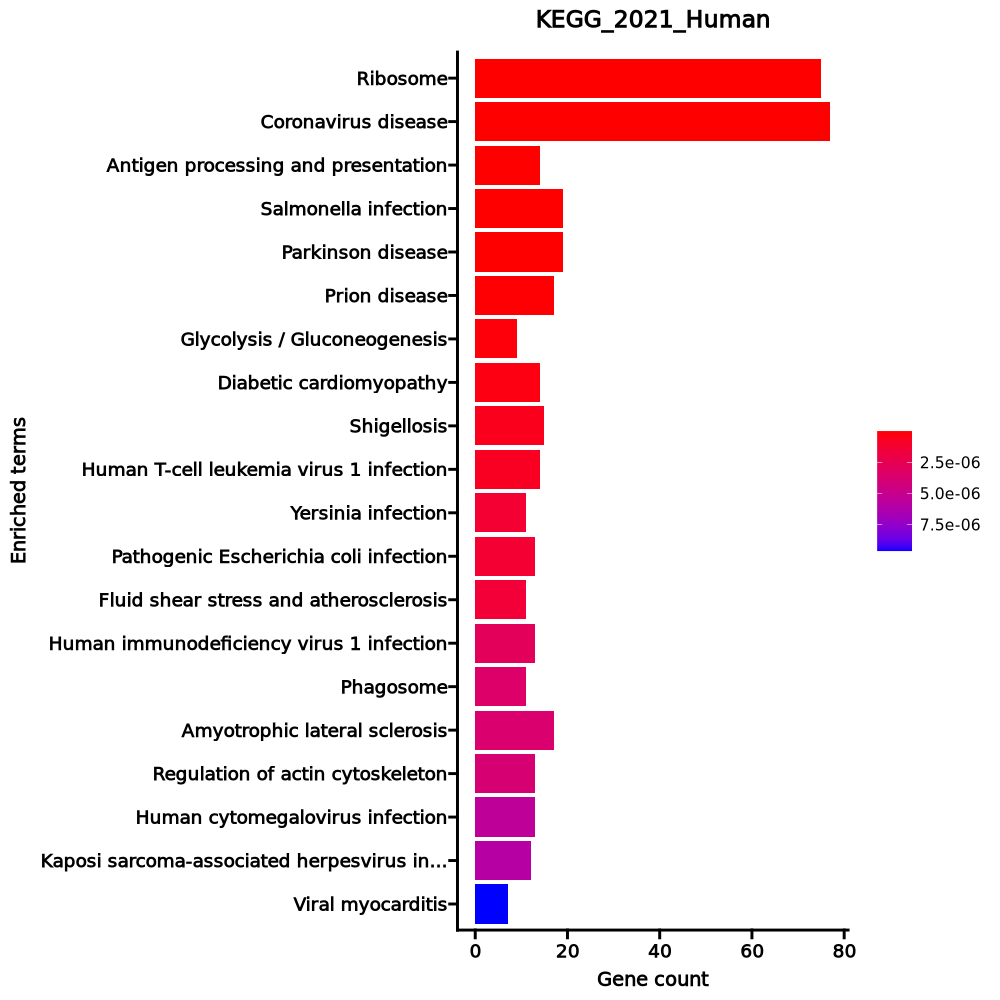 KEGG_2021_Human
Ribosome
Coronavirus disease
Antigen processing and presentation
Salmonella infection
Parkinson disease
Prion disease
Glycolysis / Gluconeogenesis
Diabetic cardiomyopathy
Shigellosis
Human T-cell leukemia virus 1 infection
Yersinia infection
Pathogenic Escherichia coli infection
Fluid shear stress and atherosclerosis
Human immunodeficiency virus 1 infection
Phagosome
Amyotrophic lateral sclerosis
Regulation of actin cytoskeleton
Human cytomegalovirus infection
Kaposi sarcoma-associated herpesvirus in...
Viral myocarditis
Enriched terms
0 20 40 60 80
Gene count
2.5e-06
5.0e-06
7.5e-06